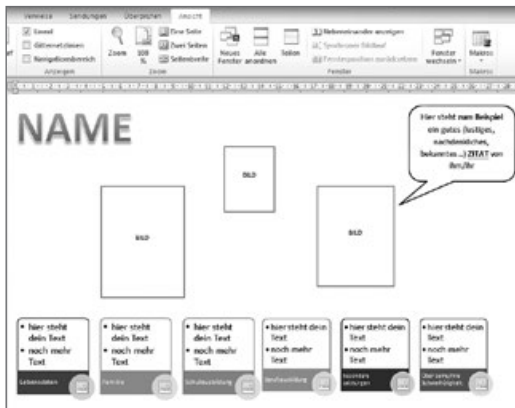 Verweise Sendungen Überprüfen Ansicht
Lineal
Gitternetzlinien
Navigationsbereich
Anzeigen
Zoom
100 %
Eine Seite
Zwei Seiten
Seitenbreite
Zoom
Neues Fenster
Alle anordnen
Teilen
Nebeneinander anzeigen
Synchroner Bildlauf
Fensterposition zurücksetzen
Fenster
Fenster wechseln
Makros
Makros
NAME
Hier steht zum Beispiel
ein gutes (lustiges,
nachdenkliches,
bekanntes ...) ZITAT von
ihm/ihr
BILD
BILD
BILD
• hier steht
dein Text
• noch mehr
Text
Lebensdaten
• hier steht
dein Text
• noch mehr
Text
Familie
• hier steht
dein Text
• noch mehr
Text
Schulausbildung
• hier steht dein
Text
• noch mehr
Text
Berufsausbildung
• hier steht dein
Text
• noch mehr
Text
besondere
Leistungen
• hier steht dein
Text
• noch mehr
Text